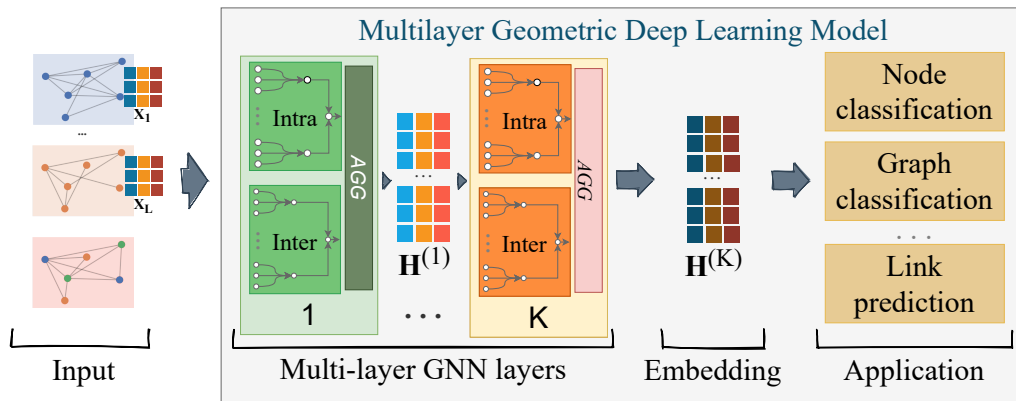 Multilayer Geometric Deep Learning Model
X₁
...
X_L
Intra
Inter
AGG
1
...
H⁽¹⁾
...
Intra
Inter
AGG
K
...
H⁽ᴷ⁾
Node
classification
Graph
classification
...
Link
prediction
Input
Multi-layer GNN layers
Embedding
Application